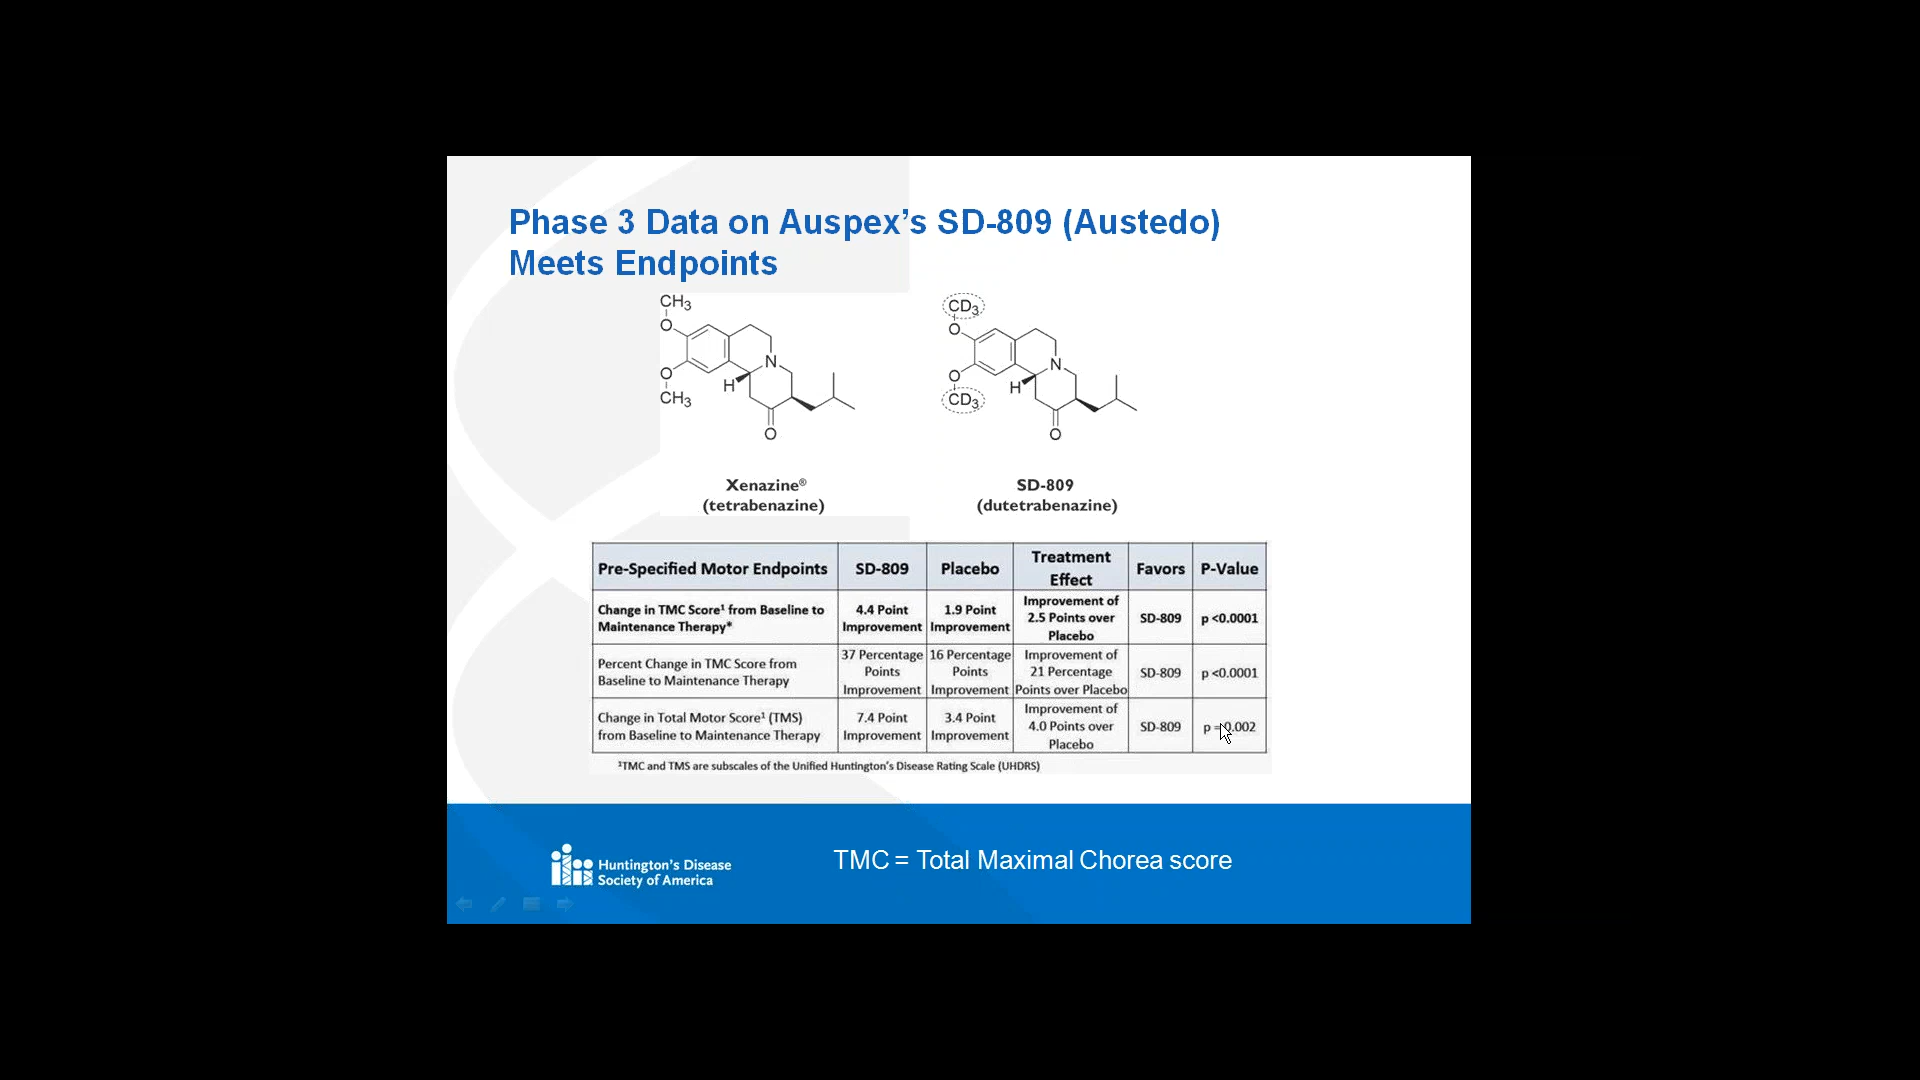 Phase 3 Data on Auspex’s SD-809 (Austedo)
Meets Endpoints
CH3
O
O
CH3
N
H
O
CD3
O
O
CD3
N
H
O
Xenazine®
(tetrabenazine)
SD-809
(dutetrabenazine)
Pre-Specified Motor Endpoints SD-809 Placebo Treatment Effect Favors P-Value
Change in TMC Score¹ from Baseline to Maintenance Therapy* 4.4 Point Improvement 1.9 Point Improvement Improvement of 2.5 Points over Placebo SD-809 p <0.0001
Percent Change in TMC Score from Baseline to Maintenance Therapy 37 Percentage Points Improvement 16 Percentage Points Improvement Improvement of 21 Percentage Points over Placebo SD-809 p <0.0001
Change in Total Motor Score¹ (TMS) from Baseline to Maintenance Therapy 7.4 Point Improvement 3.4 Point Improvement Improvement of 4.0 Points over Placebo SD-809 p = 0.002
¹TMC and TMS are subscales of the Unified Huntington’s Disease Rating Scale (UHDRS)
Huntington’s Disease
Society of America
TMC = Total Maximal Chorea score